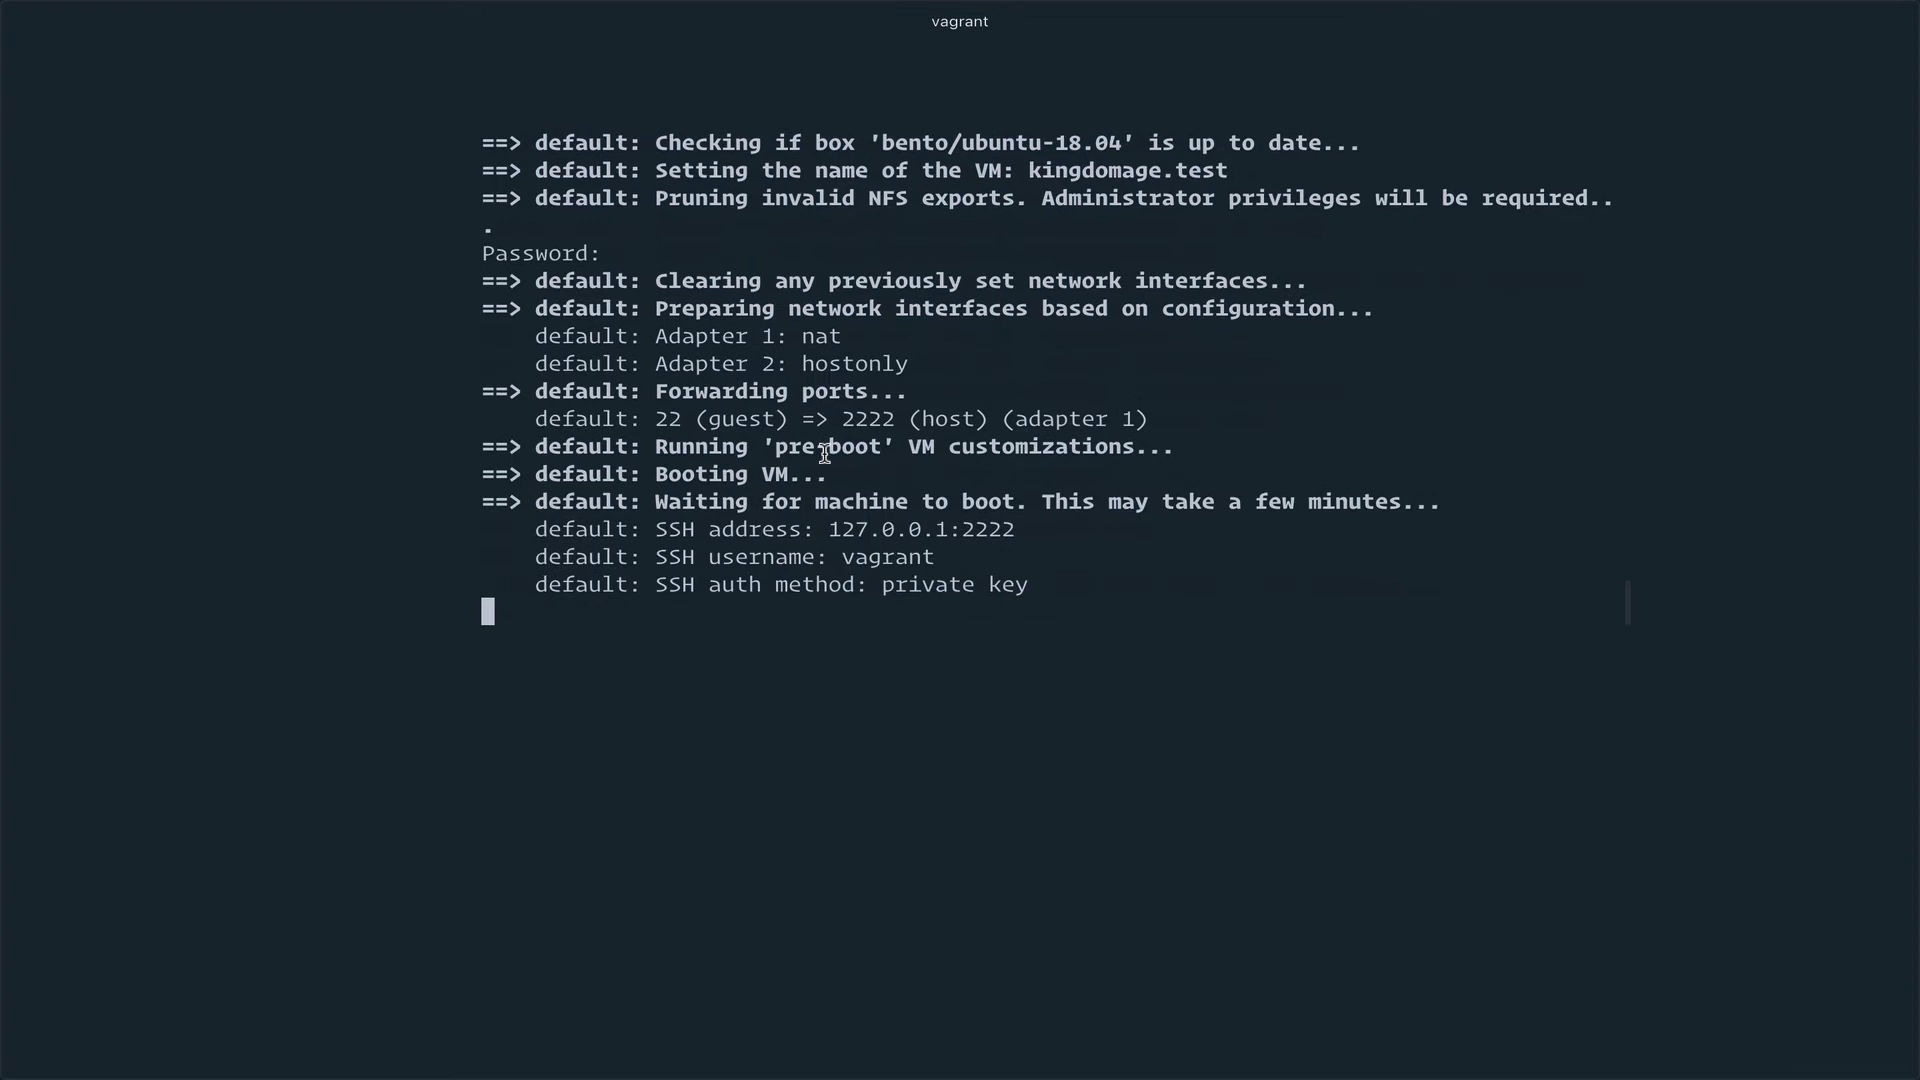 vagrant
==> default: Checking if box 'bento/ubuntu-18.04' is up to date...
==> default: Setting the name of the VM: kingdomage.test
==> default: Pruning invalid NFS exports. Administrator privileges will be required..
.
Password:
==> default: Clearing any previously set network interfaces...
==> default: Preparing network interfaces based on configuration...
    default: Adapter 1: nat
    default: Adapter 2: hostonly
==> default: Forwarding ports...
    default: 22 (guest) => 2222 (host) (adapter 1)
==> default: Running 'pre-boot' VM customizations...
==> default: Booting VM...
==> default: Waiting for machine to boot. This may take a few minutes...
    default: SSH address: 127.0.0.1:2222
    default: SSH username: vagrant
    default: SSH auth method: private key